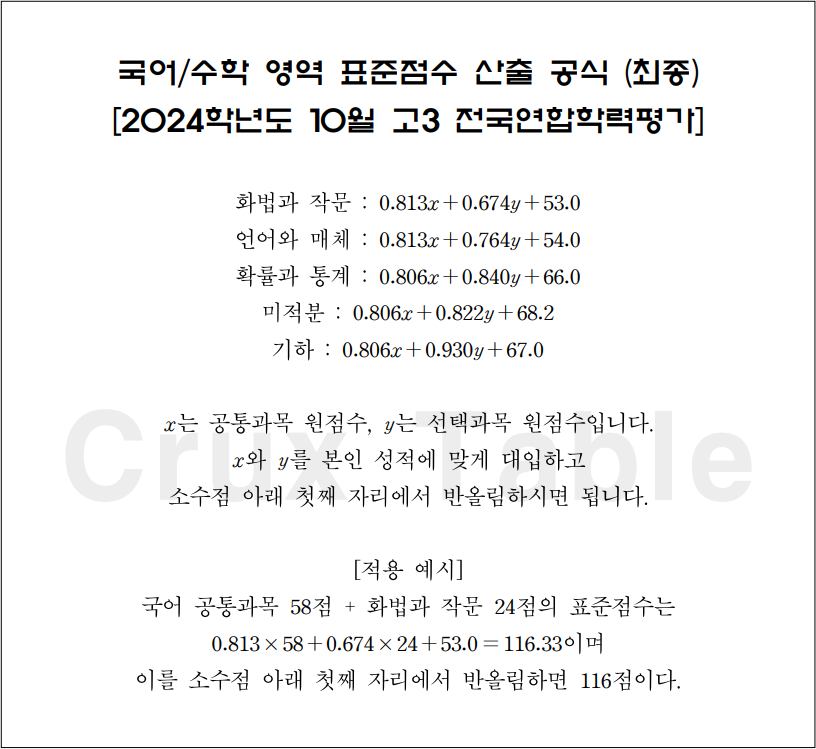 국어/수학 영역 표준점수 산출 공식 (최종)
[2024학년도 10월 고3 전국연합학력평가]
화법과 작문 : 0.813x+0.674y+53.0
언어와 매체 : 0.813x+0.764y+54.0
확률과 통계 : 0.806x+0.840y+66.0
미적분 : 0.806x+0.822y+68.2
기하 : 0.806x+0.930y+67.0
Crux Table
x는 공통과목 원점수, y는 선택과목 원점수입니다.
x와 y를 본인 성적에 맞게 대입하고
소수점 아래 첫째 자리에서 반올림하시면 됩니다.
[적용 예시]
국어 공통과목 58점 + 화법과 작문 24점의 표준점수는
0.813×58+0.674×24+53.0=116.33이며
이를 소수점 아래 첫째 자리에서 반올림하면 116점이다.